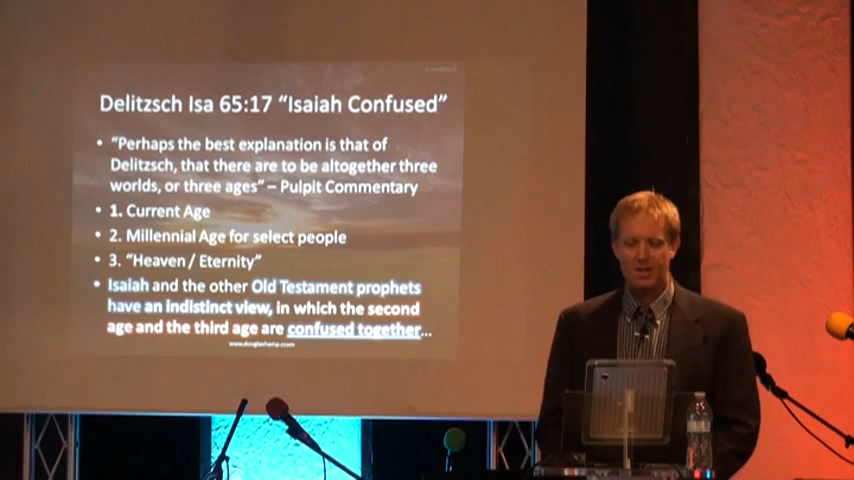 Delitzsch Isa 65:17 “Isaiah Confused”
• “Perhaps the best explanation is that of
Delitzsch, that there are to be altogether three
worlds, or three ages” – Pulpit Commentary
• 1. Current Age
• 2. Millennial Age for select people
• 3. “Heaven / Eternity”
• Isaiah and the other Old Testament prophets
have an indistinct view, in which the second
age and the third age are confused together…